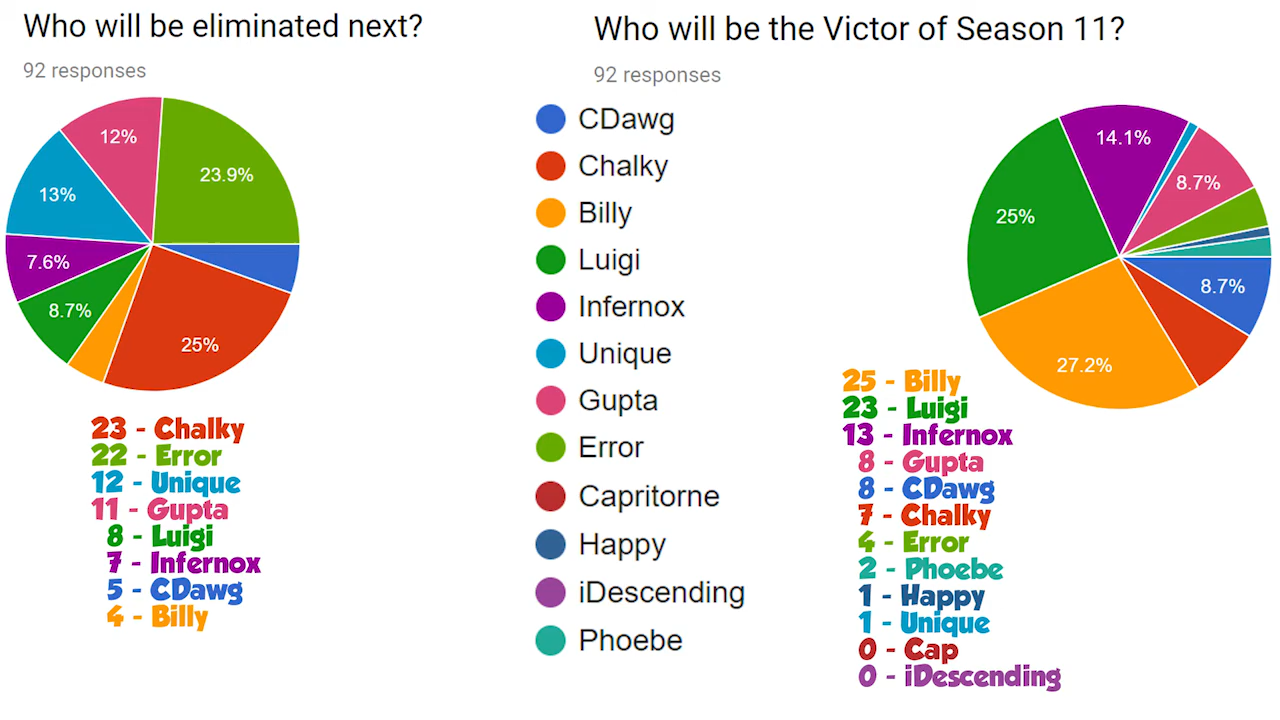 Who will be eliminated next?
92 responses
12%
23.9%
13%
7.6%
8.7%
25%
23 - Chalky
22 - Error
12 - Unique
11 - Gupta
8 - Luigi
7 - Infernox
5 - CDawg
4 - Billy
Who will be the Victor of Season 11?
92 responses
CDawg
Chalky
Billy
Luigi
Infernox
Unique
Gupta
Error
Capritorne
Happy
iDescending
Phoebe
14.1%
8.7%
25%
8.7%
27.2%
25 - Billy
23 - Luigi
13 - Infernox
8 - Gupta
8 - CDawg
7 - Chalky
4 - Error
2 - Phoebe
1 - Happy
1 - Unique
0 - Cap
0 - iDescending